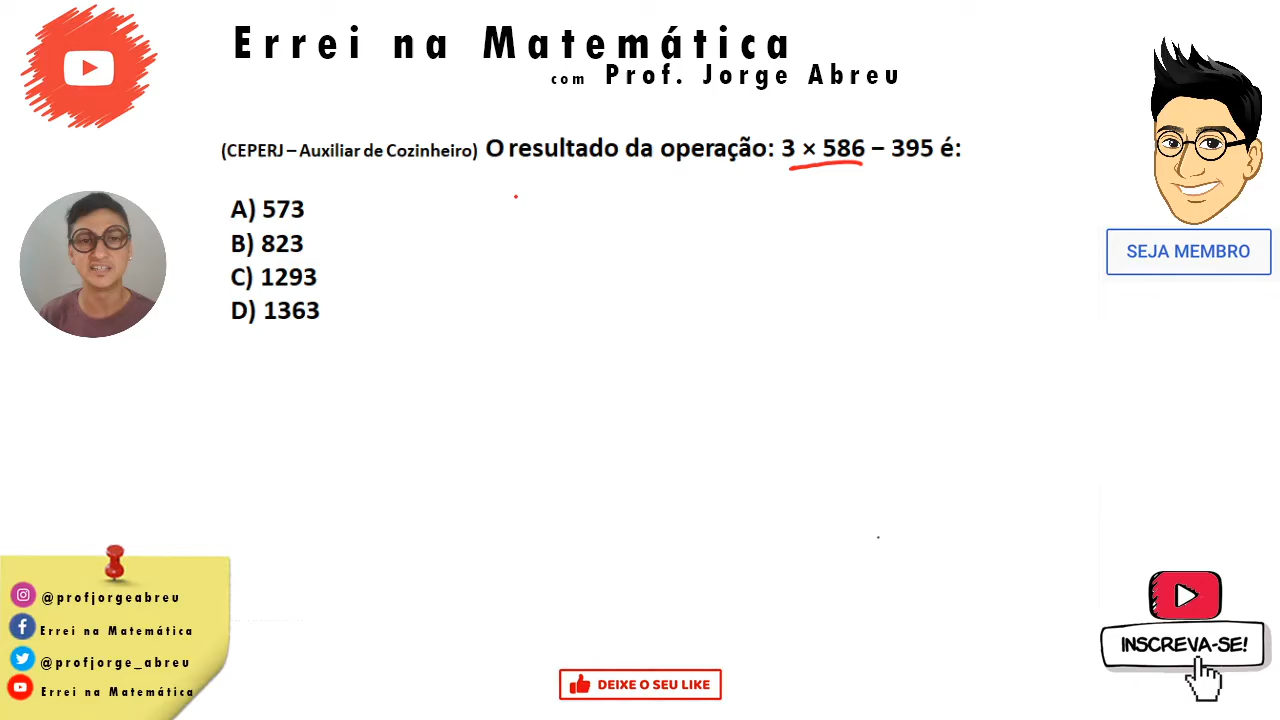 Errei na Matemática
com Prof. Jorge Abreu
(CEPERJ – Auxiliar de Cozinheiro) O resultado da operação: 3 × 586 – 395 é:
A) 573
B) 823
C) 1293
D) 1363
SEJA MEMBRO
@profjorgeabreu
Errei na Matemática
@profjorge_abreu
Errei na Matemática
DEIXE O SEU LIKE
INSCREVA-SE!